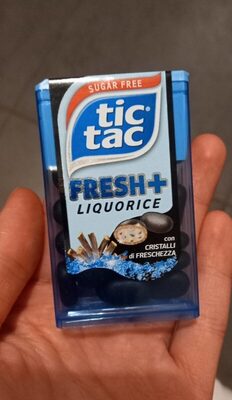 SUGAR FREE
tic
tac
FRESH+
LIQUORICE
con
CRISTALLI
di FRESCHEZZA